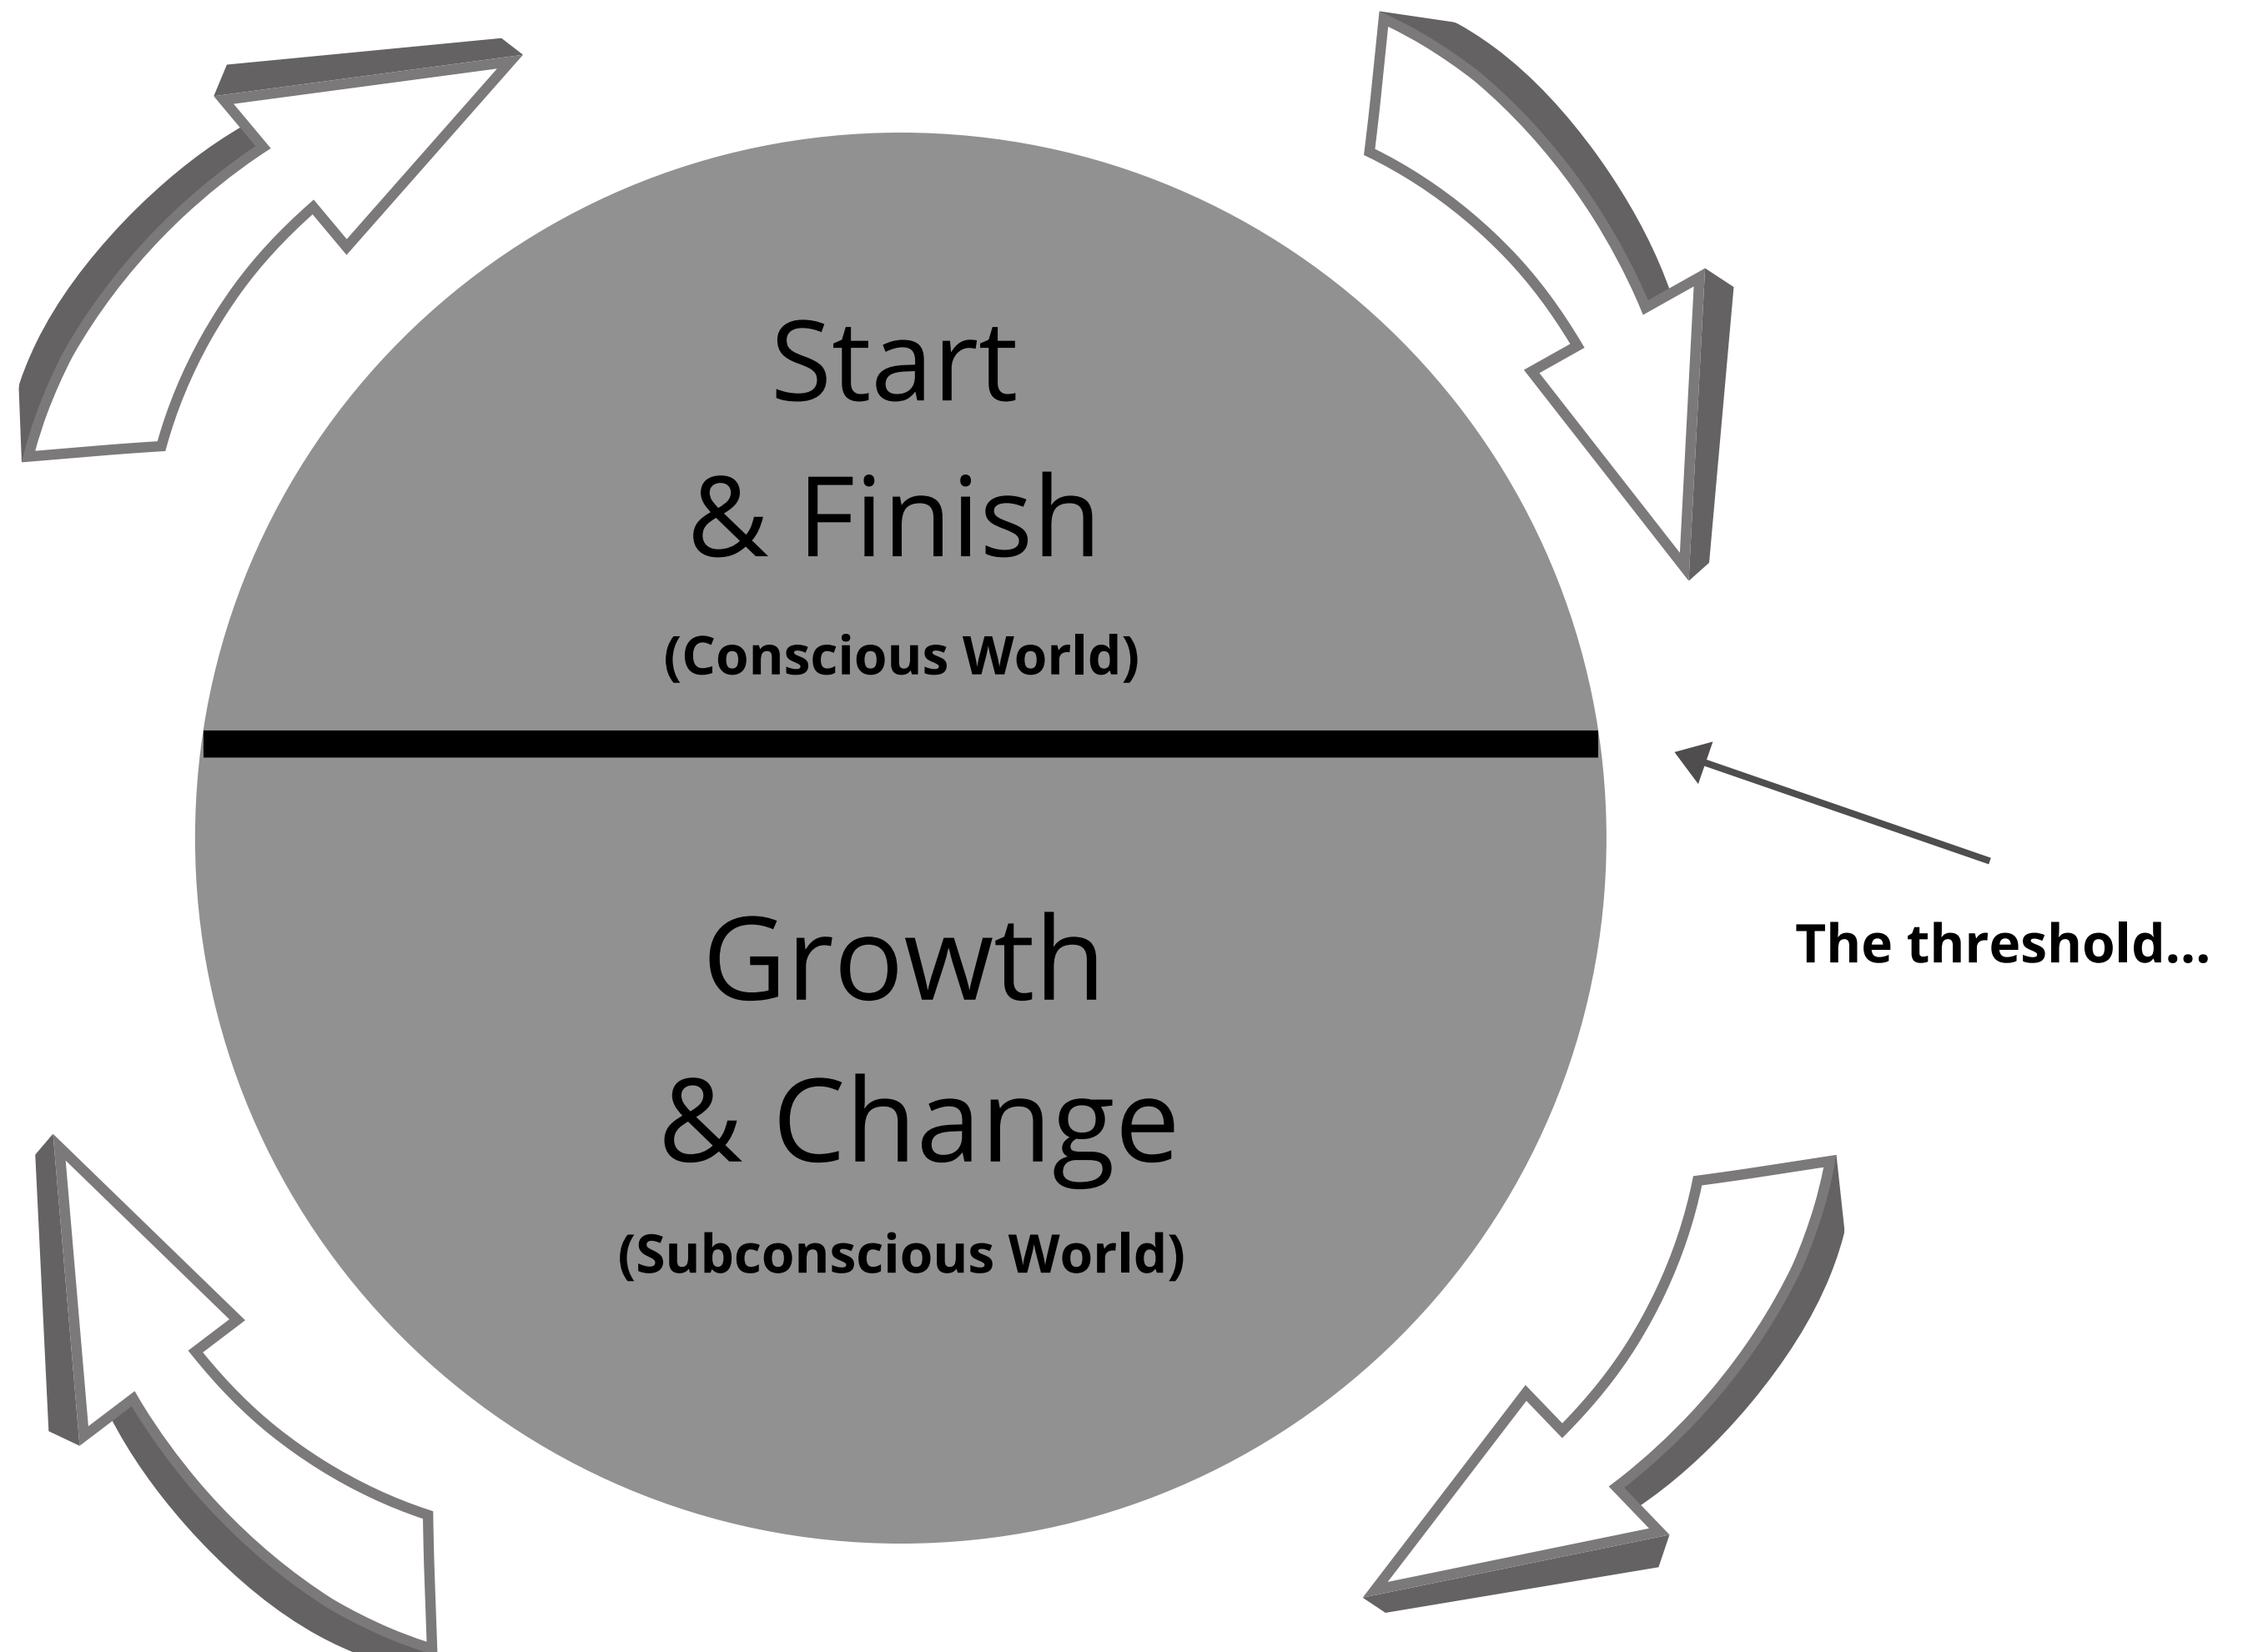 Start
& Finish
(Conscious World)
The threshold...
Growth
& Change
(Subconscious World)